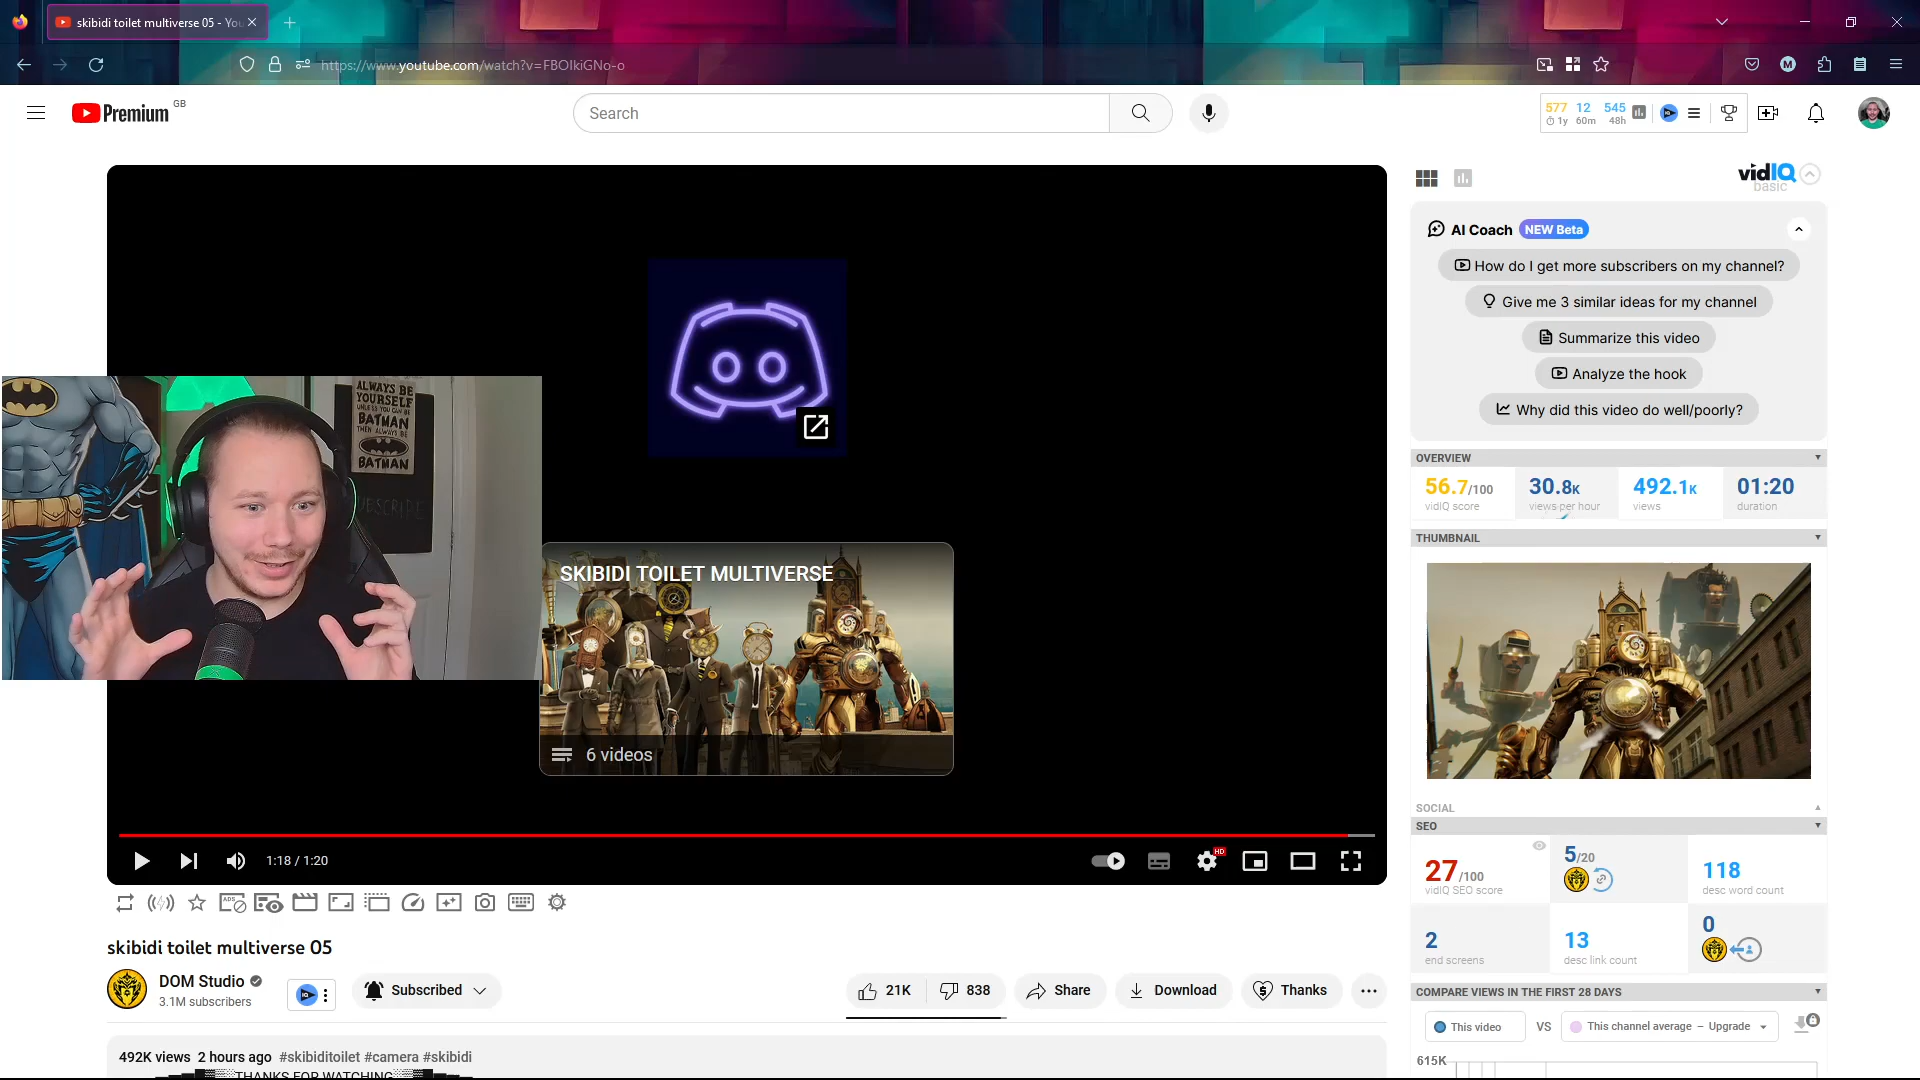 skibidi toilet multiverse 05 - You
https://www.youtube.com/watch?v=FBOIkiGNo-o
Premium
GB
Search
577 12 545
1y 60m 48h
vidIQ
basic
AI Coach NEW Beta
How do I get more subscribers on my channel?
Give me 3 similar ideas for my channel
Summarize this video
Analyze the hook
Why did this video do well/poorly?
ALWAYS BE
YOURSELF
UNLESS YOU CAN BE
BATMAN
THEN ALWAYS BE
BATMAN
SUBSCRIBE
OVERVIEW
56.7/100 30.8K 492.1K 01:20
vidIQ score views per hour views duration
THUMBNAIL
SKIBIDI TOILET MULTIVERSE
6 videos
SOCIAL
SEO
1:18 / 1:20
HD
27/100 5/20 118
vidIQ SEO score desc word count
2 13 0
end screens desc link count
ADS
skibidi toilet multiverse 05
DOM Studio
3.1M subscribers
IQ
Subscribed
21K 838 Share Download Thanks
COMPARE VIEWS IN THE FIRST 28 DAYS
This video VS This channel average – Upgrade
615K
492K views 2 hours ago #skibiditoilet #camera #skibidi
THANKS FOR WATCHING